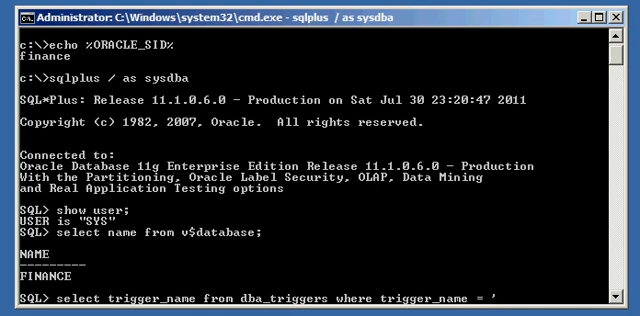 Administrator: C:\Windows\system32\cmd.exe - sqlplus / as sysdba
c:\>echo %ORACLE_SID%
finance
c:\>sqlplus / as sysdba
SQL*Plus: Release 11.1.0.6.0 - Production on Sat Jul 30 23:20:47 2011
Copyright (c) 1982, 2007, Oracle.  All rights reserved.
Connected to:
Oracle Database 11g Enterprise Edition Release 11.1.0.6.0 - Production
With the Partitioning, Oracle Label Security, OLAP, Data Mining
and Real Application Testing options
SQL> show user;
USER is "SYS"
SQL> select name from v$database;
NAME
---------
FINANCE
SQL> select trigger_name from dba_triggers where trigger_name = '